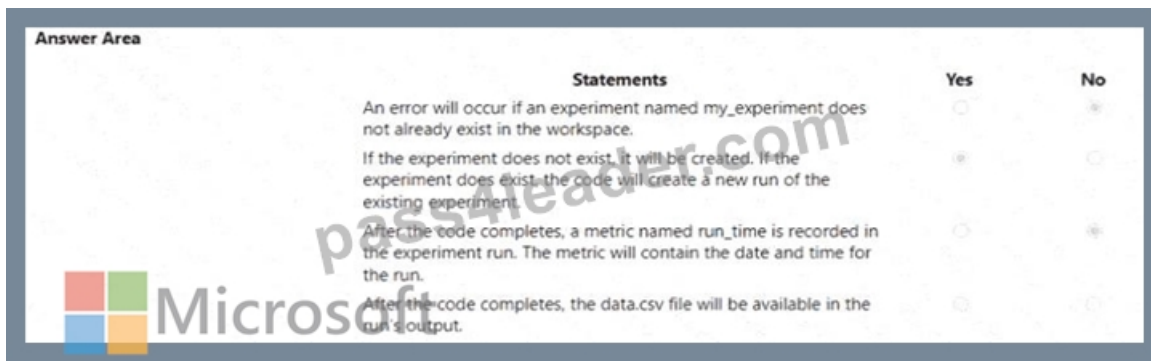 Answer Area
Statements Yes No
An error will occur if an experiment named my_experiment does
not already exist in the workspace.
If the experiment does not exist, it will be created. If the
experiment does exist, the code will create a new run of the
existing experiment.
After the code completes, a metric named run_time is recorded in
the experiment run. The metric will contain the date and time for
the run.
After the code completes, the data.csv file will be available in the
run's output.
pass4leader.com
Microsoft